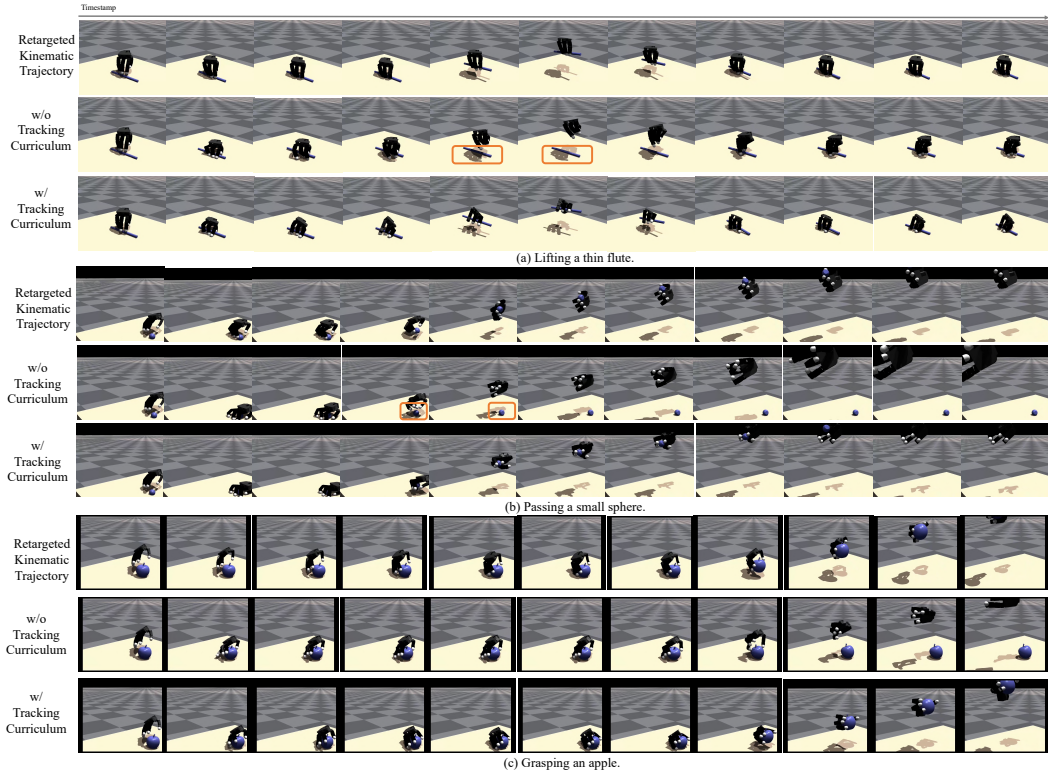 Timestamp
Retargeted
Kinematic
Trajectory
w/o
Tracking
Curriculum
w/
Tracking
Curriculum
(a) Lifting a thin flute.
Retargeted
Kinematic
Trajectory
w/o
Tracking
Curriculum
w/
Tracking
Curriculum
(b) Passing a small sphere.
Retargeted
Kinematic
Trajectory
w/o
Tracking
Curriculum
w/
Tracking
Curriculum
(c) Grasping an apple.